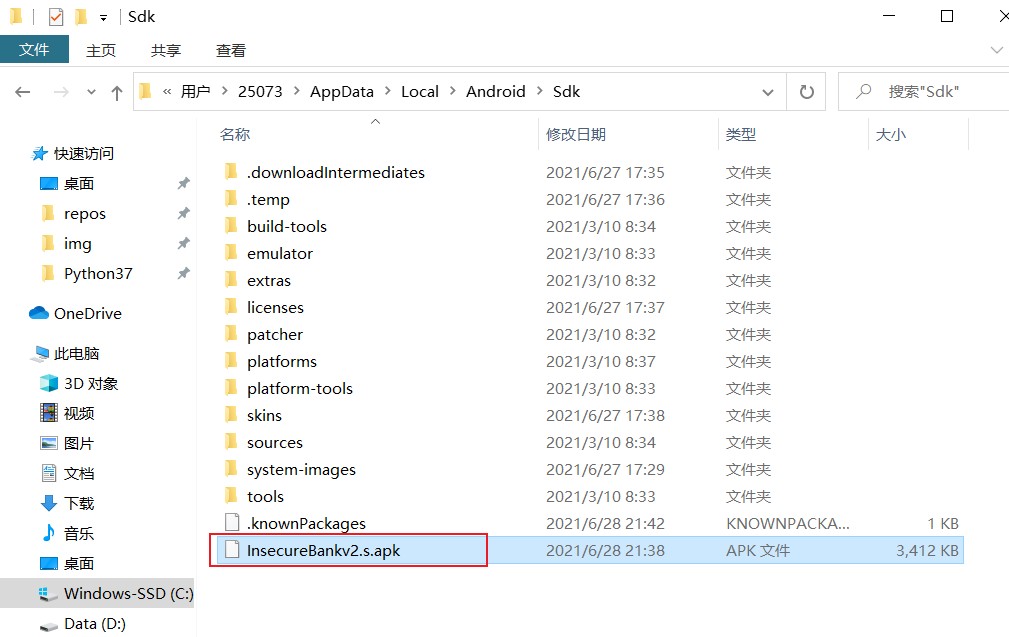 Sdk
文件 主页 共享 查看
« 用户 > 25073 > AppData > Local > Android > Sdk 搜索"Sdk"
快速访问
桌面
repos
img
Python37
OneDrive
此电脑
3D 对象
视频
图片
文档
下载
音乐
桌面
Windows-SSD (C:)
Data (D:)
名称 修改日期 类型 大小
.downloadIntermediates 2021/6/27 17:35 文件夹
.temp 2021/6/27 17:36 文件夹
build-tools 2021/3/10 8:34 文件夹
emulator 2021/3/10 8:33 文件夹
extras 2021/3/10 8:32 文件夹
licenses 2021/6/27 17:37 文件夹
patcher 2021/3/10 8:32 文件夹
platforms 2021/3/10 8:37 文件夹
platform-tools 2021/3/10 8:33 文件夹
skins 2021/6/27 17:38 文件夹
sources 2021/3/10 8:34 文件夹
system-images 2021/6/27 17:29 文件夹
tools 2021/3/10 8:33 文件夹
.knownPackages 2021/6/28 21:42 KNOWNPACKA... 1 KB
InsecureBankv2.s.apk 2021/6/28 21:38 APK 文件 3,412 KB